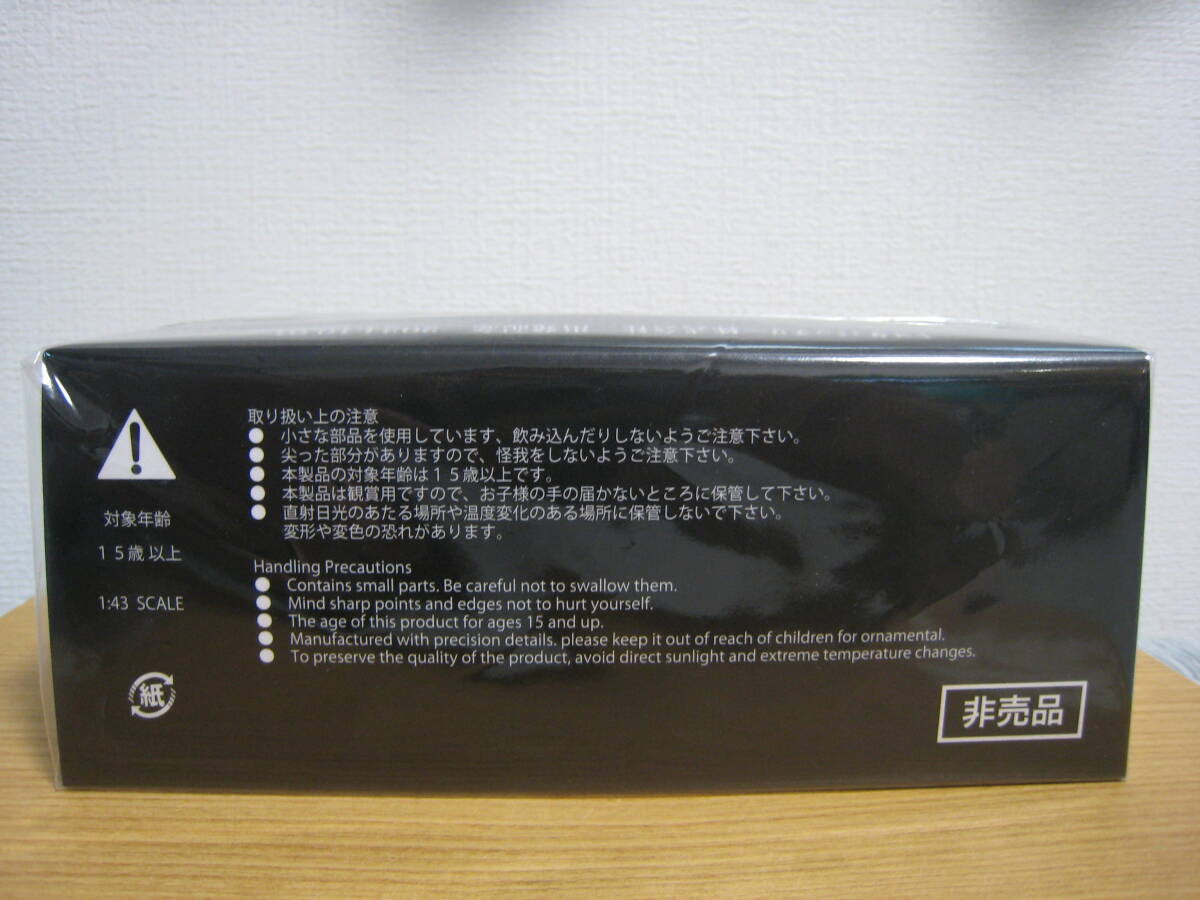 取り扱い上の注意
● 小さな部品を使用しています、飲み込んだりしないようご注意下さい。
● 尖った部分がありますので、怪我をしないようご注意下さい。
● 本製品の対象年齢は１５歳以上です。
● 本製品は観賞用ですので、お子様の手の届かないところに保管して下さい。
● 直射日光のあたる場所や温度変化のある場所に保管しないで下さい。
変形や変色の恐れがあります。
対象年齢
１５歳以上
1:43 SCALE
Handling Precautions
● Contains small parts. Be careful not to swallow them.
● Mind sharp points and edges not to hurt yourself.
● The age of this product for ages 15 and up.
● Manufactured with precision details. please keep it out of reach of children for ornamental.
● To preserve the quality of the product, avoid direct sunlight and extreme temperature changes.
紙
非売品